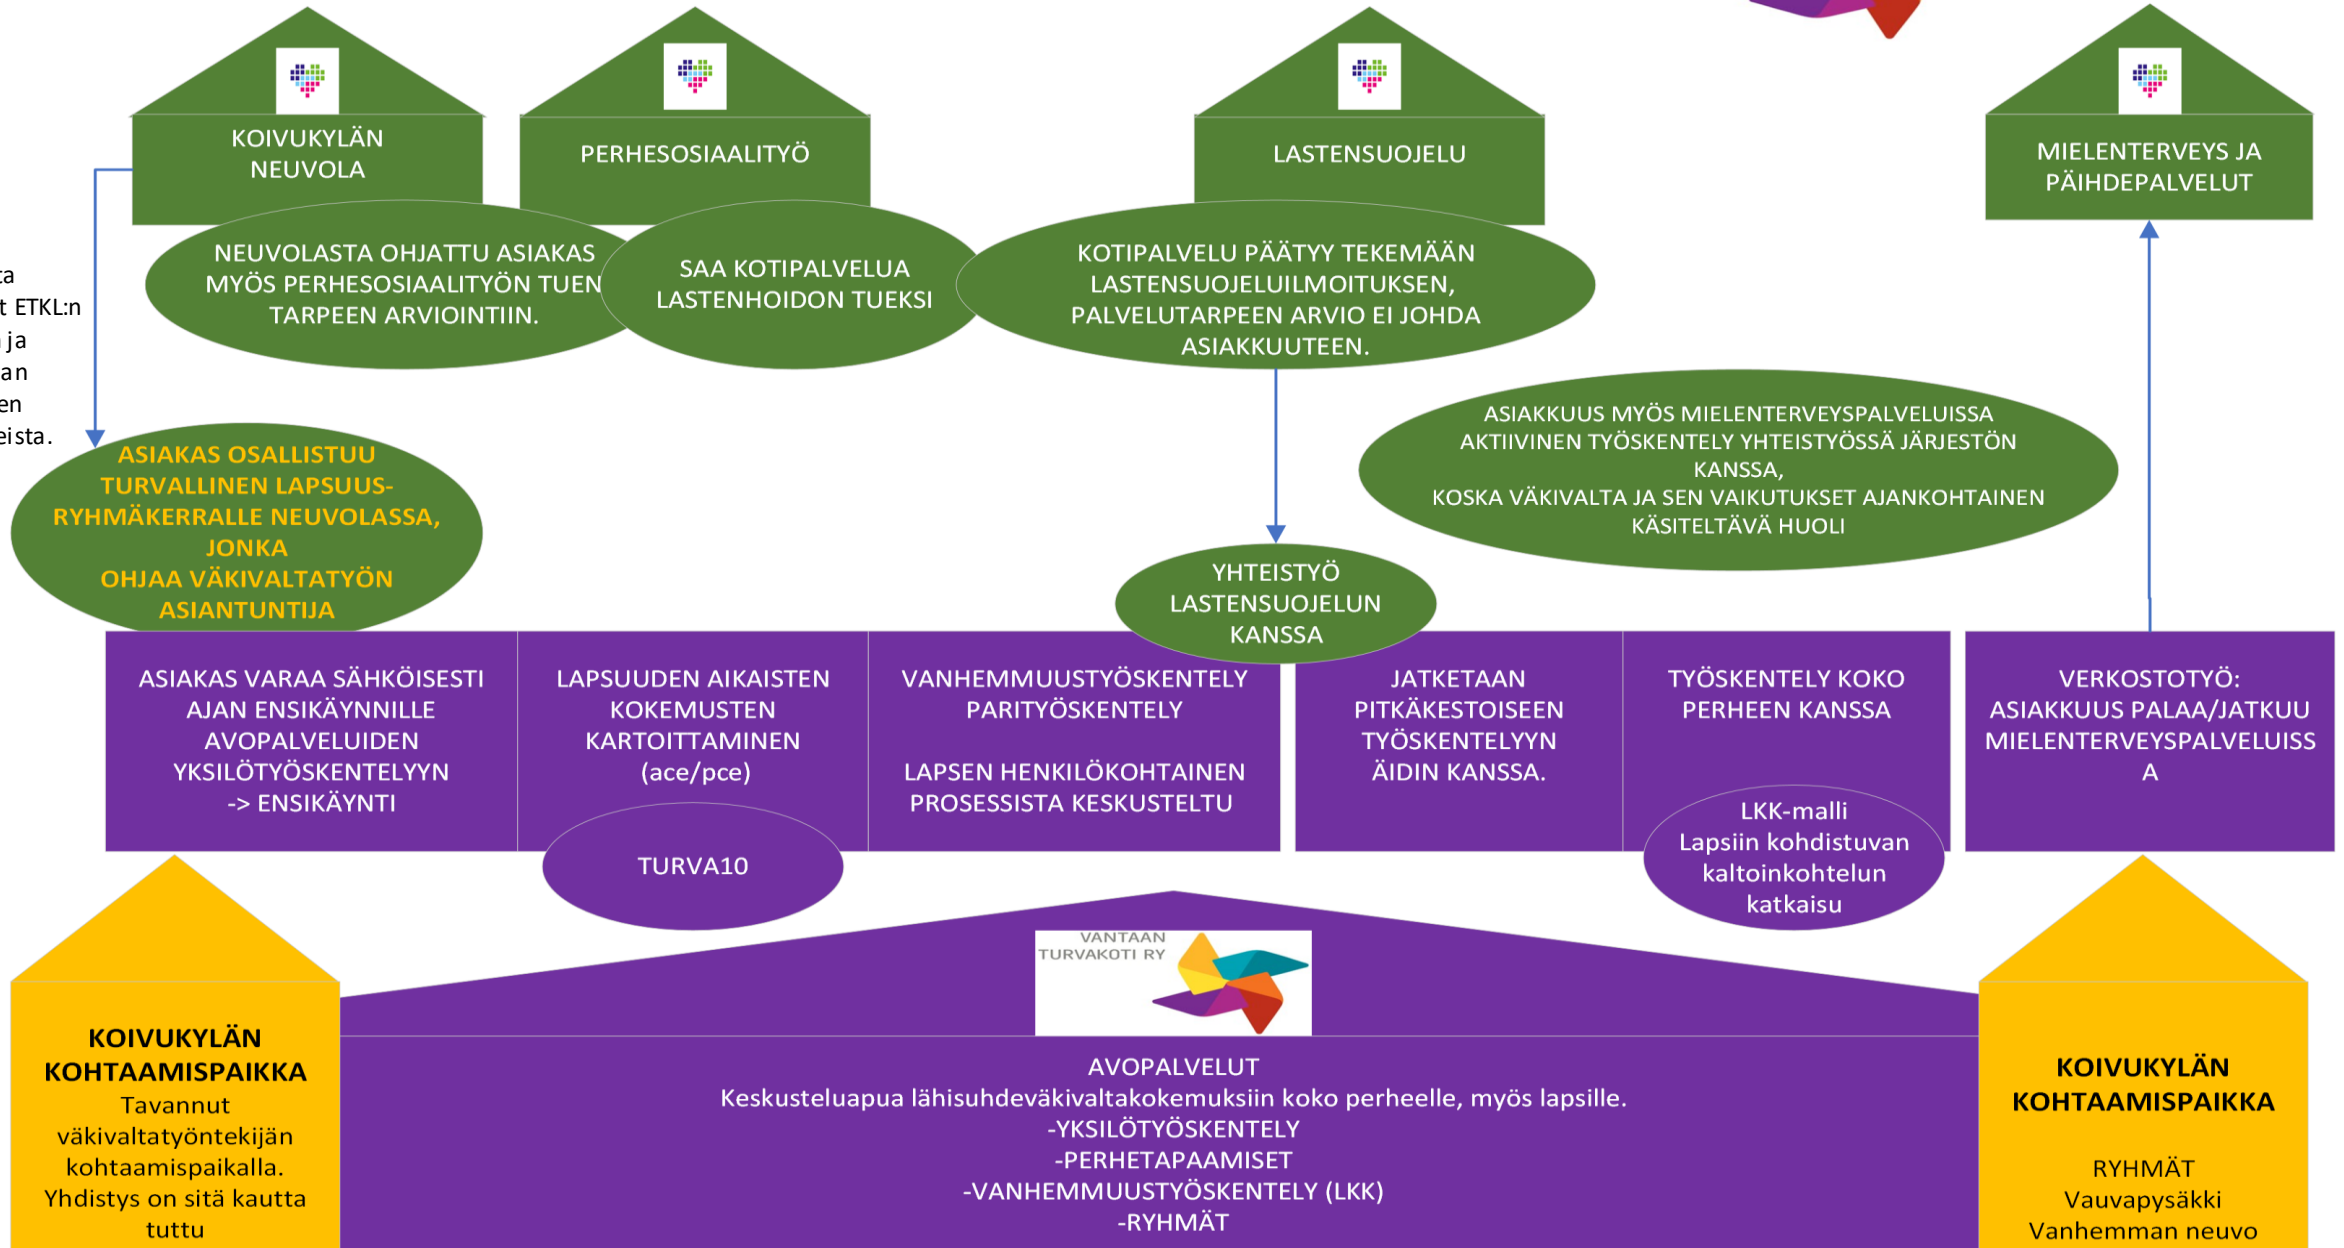 KOIVUKYLÄN
NEUVOLA
PERHESOSIAALITYÖ
LASTENSUOJELU
MIELENTERVEYS JA
PÄIHDEPALVELUT
NEUVOLASTA OHJATTU ASIAKAS
MYÖS PERHESOSIAALITYÖN TUEN
TARPEEN ARVIOINTIIN.
SAA KOTIPALVELUA
LASTENHOIDON TUEKSI
KOTIPALVELU PÄÄTYY TEKEMÄÄN
LASTENSUOJELUILMOITUKSEN,
PALVELUTARPEEN ARVIO EI JOHDA
ASIAKKUUTEEN.
ETKL:n
ja
ASIAKKUUS MYÖS MIELENTERVEYSPALVELUISSA
AKTIIVINEN TYÖSKENTELY YHTEISTYÖSSÄ JÄRJESTÖN
KANSSA,
KOSKA VÄKIVALTA JA SEN VAIKUTUKSET AJANKOHTAINEN
KÄSITELTÄVÄ HUOLI
ASIAKAS OSALLISTUU
TURVALLINEN LAPSUUS-
RYHMÄKERRALLE NEUVOLASSA,
JONKA
OHJAA VÄKIVALTATYÖN
ASIANTUNTIJA
YHTEISTYÖ
LASTENSUOJELUN
KANSSA
ASIAKAS VARAA SÄHKÖISESTI
AJAN ENSIKÄYNNILLE
AVOPALVELUIDEN
YKSILÖTYÖSKENTELYYN
-> ENSIKÄYNTI
LAPSUUDEN AIKAISTEN
KOKEMUSTEN
KARTOITTAMINEN
(ace/pce)
TURVA10
VANHEMMUUSTYÖSKENTELY
PARITYÖSKENTELY
LAPSEN HENKILÖKOHTAINEN
PROSESSISTA KESKUSTELTU
JATKETAAN
PITKÄKESTOISEEN
TYÖSKENTELYYN
ÄIDIN KANSSA.
TYÖSKENTELY KOKO
PERHEEN KANSSA
LKK-malli
Lapsiin kohdistuvan
kaltoinkohtelun
katkaisu
VERKOSTOTYÖ:
ASIAKKUUS PALAA/JATKUU
MIELENTERVEYSPALVELUISS
A
KOIVUKYLÄN
KOHTAAMISPAIKKA
Tavannut
väkivaltatyöntekijän
kohtaamispaikalla.
Yhdistys on sitä kautta
tuttu
VANTAAN
TURVAKOTI RY
AVOPALVELUT
Keskusteluapua lähisuhdeväkivaltakokemuksiin koko perheelle, myös lapsille.
-YKSILÖTYÖSKENTELY
-PERHETAPAAMISET
-VANHEMMUUSTYÖSKENTELY (LKK)
-RYHMÄT
KOIVUKYLÄN
KOHTAAMISPAIKKA
RYHMÄT
Vauvapysäkki
Vanhemman neuvo